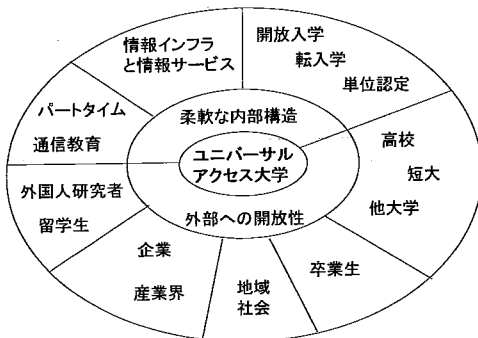 情報インフラ
と情報サービス
開放入学
転入学
単位認定
パートタイム
通信教育
柔軟な内部構造
高校
短大
他大学
ユニバーサル
アクセス大学
外国人研究者
留学生
外部への開放性
企業
産業界
地域
社会
卒業生